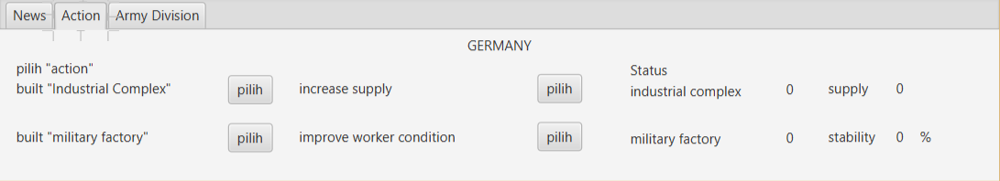 News Action Army Division
GERMANY
pilih "action"
built "Industrial Complex" pilih increase supply pilih
built "military factory" pilih improve worker condition pilih
Status
industrial complex 0 supply 0
military factory 0 stability 0 %